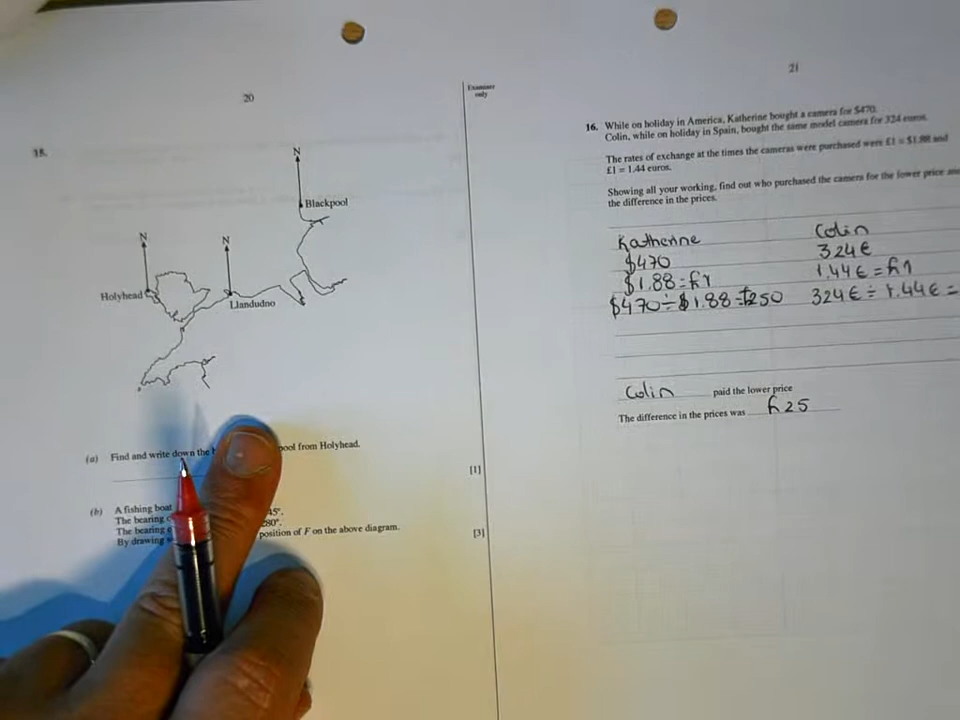 20
Examiner
only
15.
N
Blackpool
N
N
Holyhead
Llandudno
(a) Find and write down the pool from Holyhead.
[1]
(b) A fishing boat 45°.
The bearing 280°.
The bearing
By drawing position of F on the above diagram.
[3]
21
16. While on holiday in America, Katherine bought a camera for $470.
Colin, while on holiday in Spain, bought the same model camera for 324 euros.
The rates of exchange at the times the cameras were purchased were £1 = $1.88 and
£1 = 1.44 euros.
Showing all your working, find out who purchased the camera for the lower price and
the difference in the prices.
Katherine Colin
$470 324€
$1.88 = £1 1.44€ = £1
$470 ÷ $1.88 = £250 324€ ÷ 1.44€ =
Colin paid the lower price
The difference in the prices was £25